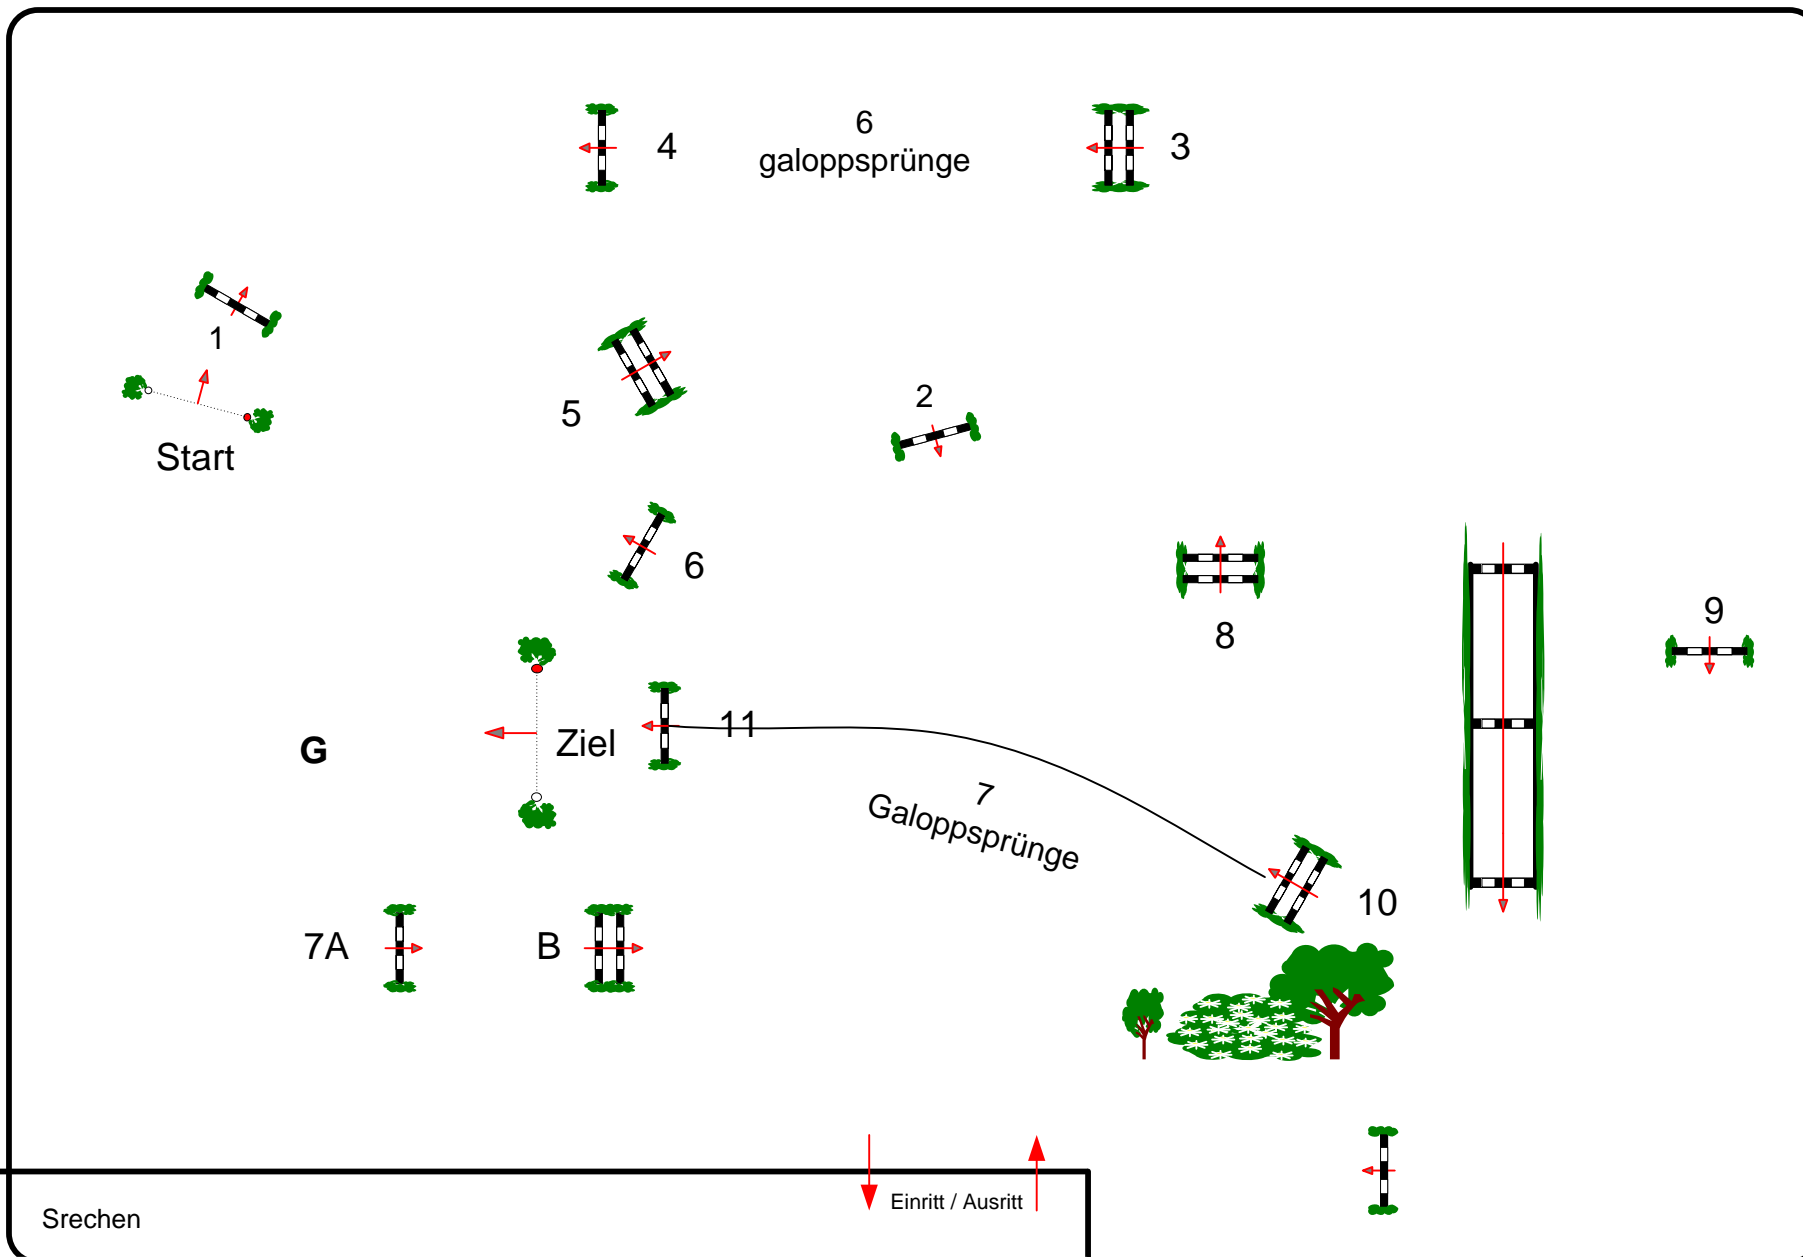 4
6
galoppsprünge
3
1
2
5
Start
6
9
8
11
Ziel
G
7
Galoppsprünge
10
7A
B
Einritt / Ausritt
Srechen